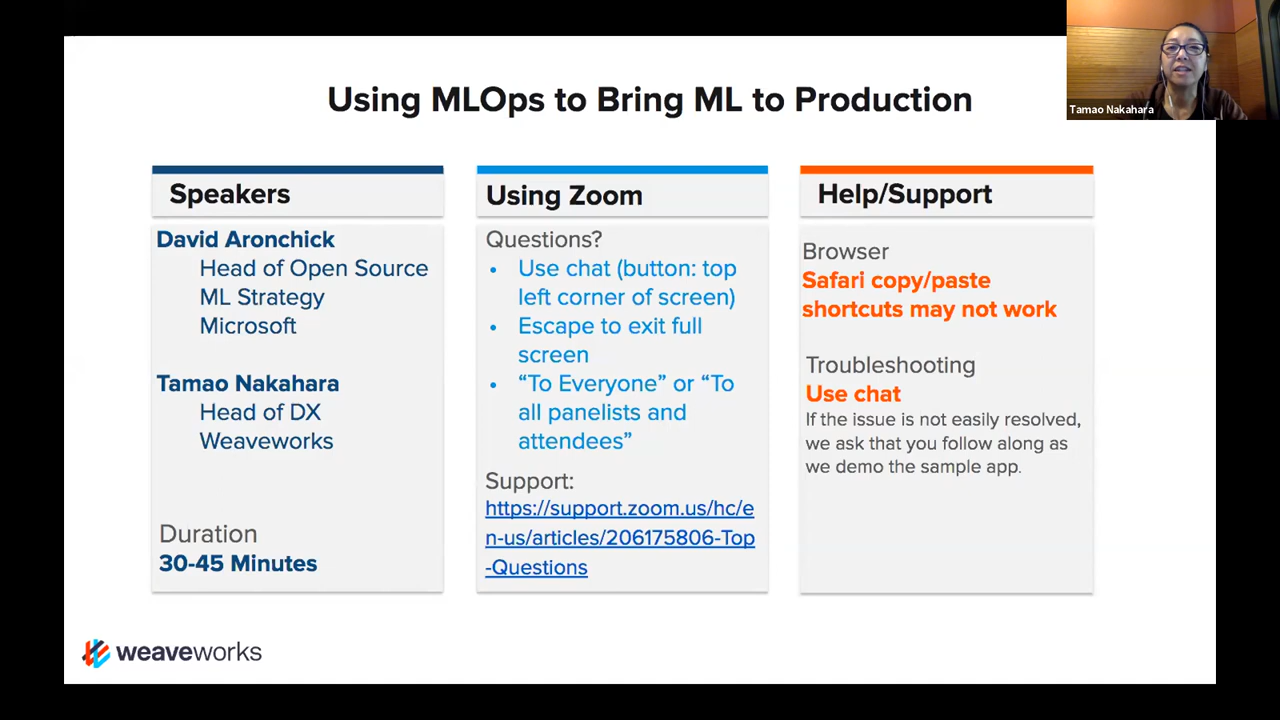 Using MLOps to Bring ML to Production
Tamao Nakahara
Speakers
David Aronchick
Head of Open Source
ML Strategy
Microsoft
Tamao Nakahara
Head of DX
Weaveworks
Duration
30-45 Minutes
Using Zoom
Questions?
• Use chat (button: top
left corner of screen)
• Escape to exit full
screen
• “To Everyone” or “To
all panelists and
attendees”
Support:
https://support.zoom.us/hc/e
n-us/articles/206175806-Top
-Questions
Help/Support
Browser
Safari copy/paste
shortcuts may not work
Troubleshooting
Use chat
If the issue is not easily resolved,
we ask that you follow along as
we demo the sample app.
weaveworks